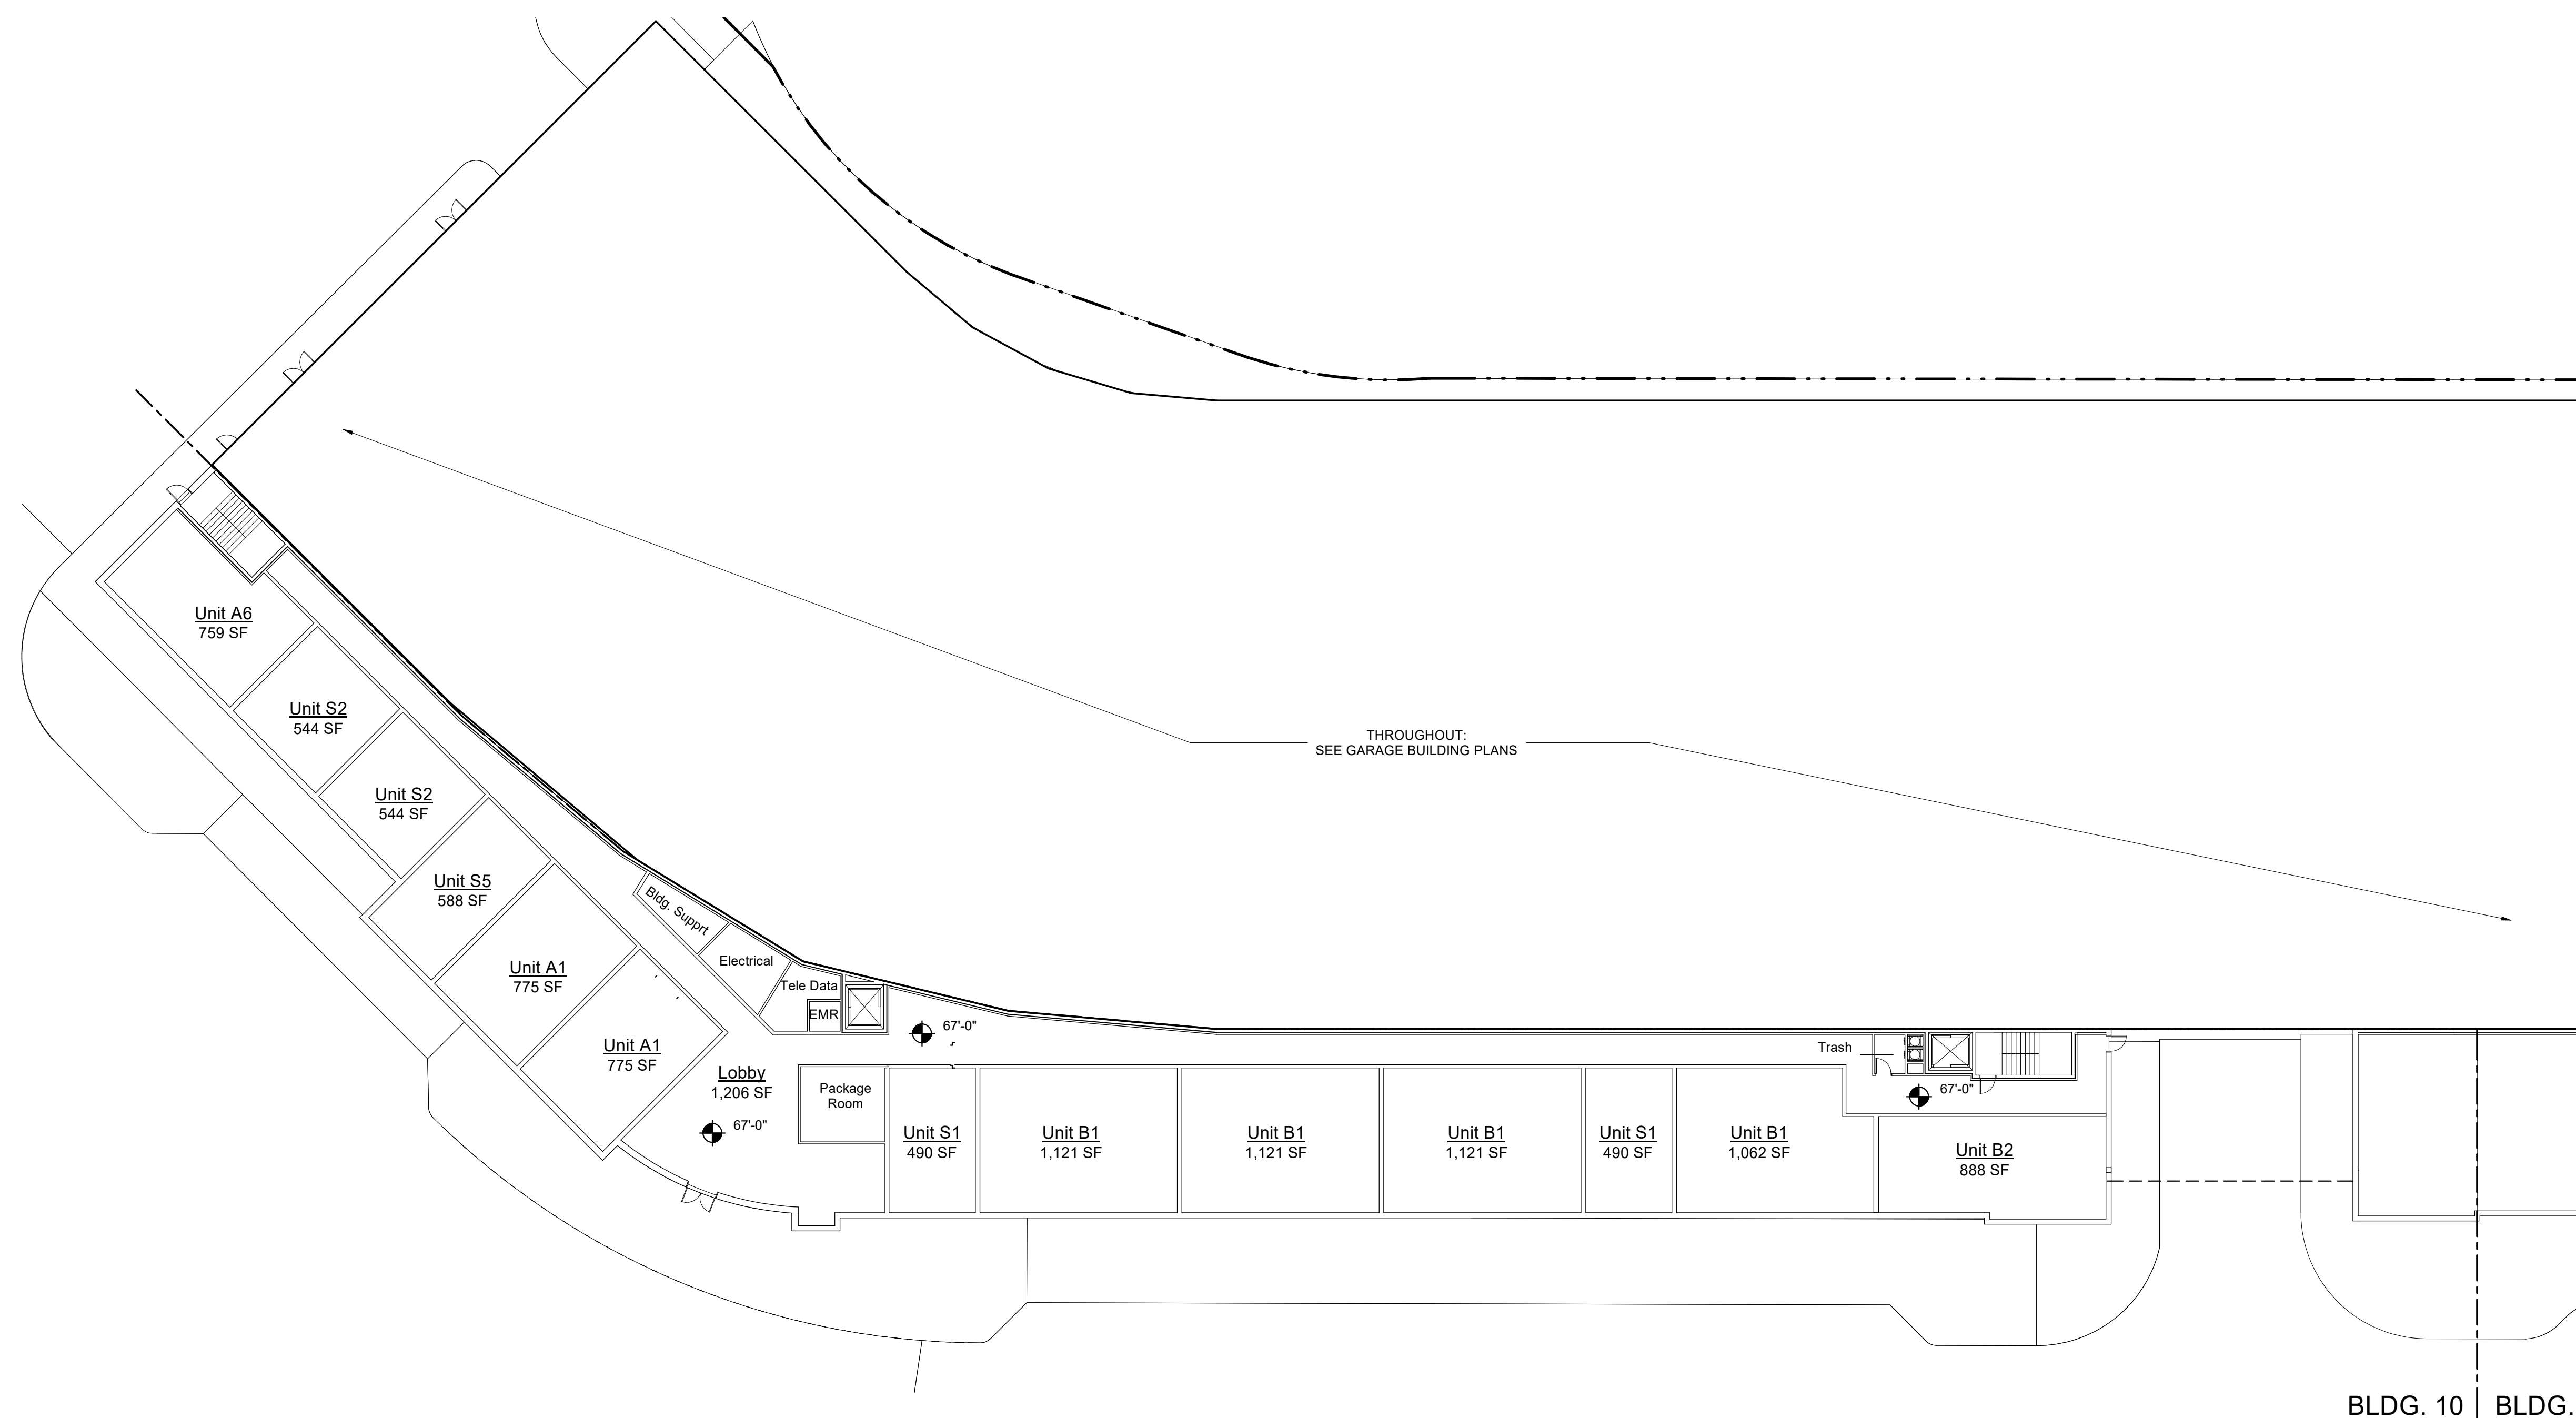 THROUGHOUT:
SEE GARAGE BUILDING PLANS
Unit A6
759 SF
Unit S2
544 SF
Unit S2
544 SF
Unit S5
588 SF
Unit A1
775 SF
Unit A1
775 SF
Bldg. Supprt
Electrical
Tele Data
EMR
67'-0"
Lobby
1,206 SF
67'-0"
Package
Room
Unit S1
490 SF
Unit B1
1,121 SF
Unit B1
1,121 SF
Unit B1
1,121 SF
Unit S1
490 SF
Unit B1
1,062 SF
Trash
67'-0"
Unit B2
888 SF
BLDG. 10
BLDG.